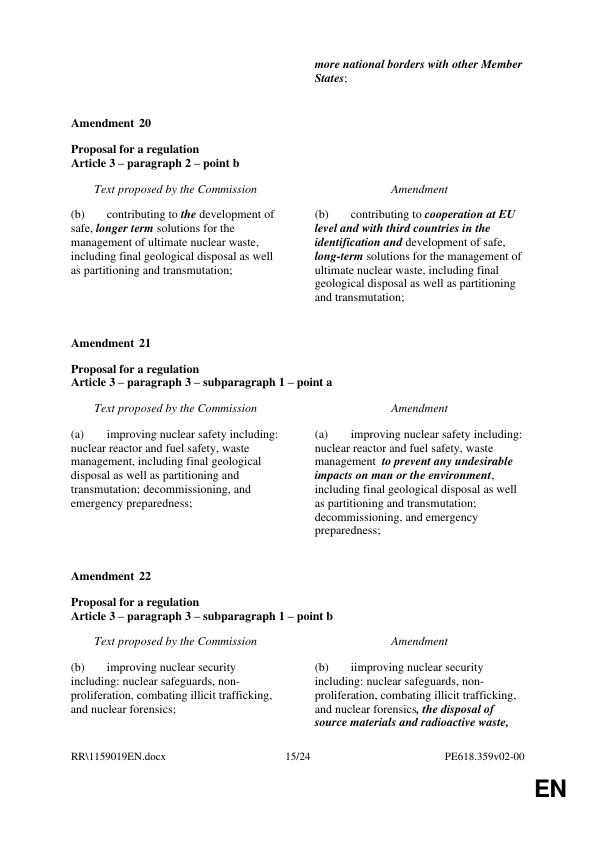 more national borders with other Member
States;
Amendment 20
Proposal for a regulation
Article 3 – paragraph 2 – point b
Text proposed by the Commission
Amendment
(b) contributing to the development of
safe, longer term solutions for the
management of ultimate nuclear waste,
including final geological disposal as well
as partitioning and transmutation;
(b) contributing to cooperation at EU
level and with third countries in the
identification and development of safe,
long-term solutions for the management of
ultimate nuclear waste, including final
geological disposal as well as partitioning
and transmutation;
Amendment 21
Proposal for a regulation
Article 3 – paragraph 3 – subparagraph 1 – point a
Text proposed by the Commission
Amendment
(a) improving nuclear safety including:
nuclear reactor and fuel safety, waste
management, including final geological
disposal as well as partitioning and
transmutation; decommissioning, and
emergency preparedness;
(a) improving nuclear safety including:
nuclear reactor and fuel safety, waste
management to prevent any undesirable
impacts on man or the environment,
including final geological disposal as well
as partitioning and transmutation;
decommissioning, and emergency
preparedness;
Amendment 22
Proposal for a regulation
Article 3 – paragraph 3 – subparagraph 1 – point b
Text proposed by the Commission
Amendment
(b) improving nuclear security
including: nuclear safeguards, non-
proliferation, combating illicit trafficking,
and nuclear forensics;
(b) iimproving nuclear security
including: nuclear safeguards, non-
proliferation, combating illicit trafficking,
and nuclear forensics, the disposal of
source materials and radioactive waste,
RR\1159019EN.docx
15/24
PE618.359v02-00
EN